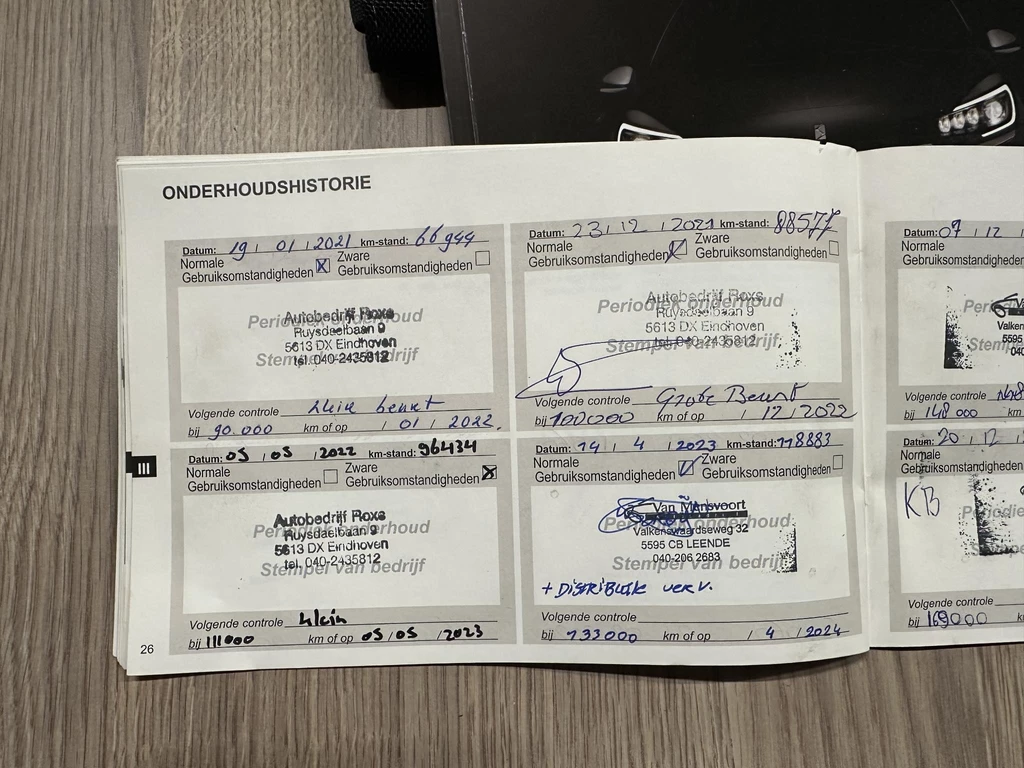 ONDERHOUDSHISTORIE
Datum: 19 / 01 / 2021 km-stand: 66944
Normale Gebruiksomstandigheden X Zware Gebruiksomstandigheden
Periodiek onderhoud
Autobedrijf Roxs
Ruysdaelbaan 9
5613 DX Eindhoven
tel. 040-2435812
Stempel van bedrijf
Volgende controle kleine beurt
bij 90.000 km of op / 01 / 2022.
Datum: 23 / 12 / 2021 km-stand: 88577
Normale Gebruiksomstandigheden X Zware Gebruiksomstandigheden
Periodiek onderhoud
Autobedrijf Roxs
Ruysdaelbaan 9
5613 DX Eindhoven
tel. 040-2435812
Stempel van bedrijf
Volgende controle Grote Beurt
bij 100000 km of op / 12 / 2022
Datum: 05 / 05 / 2022 km-stand: 96434
Normale Gebruiksomstandigheden Zware Gebruiksomstandigheden X
Periodiek onderhoud
Autobedrijf Roxs
Ruysdaelbaan 9
5613 DX Eindhoven
tel. 040-2435812
Stempel van bedrijf
Volgende controle klein
bij 111000 km of op 05 / 05 / 2023
Datum: 14 / 4 / 2023 km-stand: 118883
Normale Gebruiksomstandigheden Zware Gebruiksomstandigheden
Periodiek onderhoud
Van Mansvoort
Valkenswaardseweg 32
5595 CB LEENDE
040-206 2683
Stempel van bedrijf
+ DISTRIBUTIE verv.
Volgende controle
bij 133000 km of op / 4 / 2024
26
III
Datum: 07 / 12
Normale
Gebruiksomstandigheden
5595
040
Volgende controle
bij 148 000 km
Datum: 20 / 12
Normale
Gebruiksomstandigheden
KB
Volgende controle
bij 169000 k